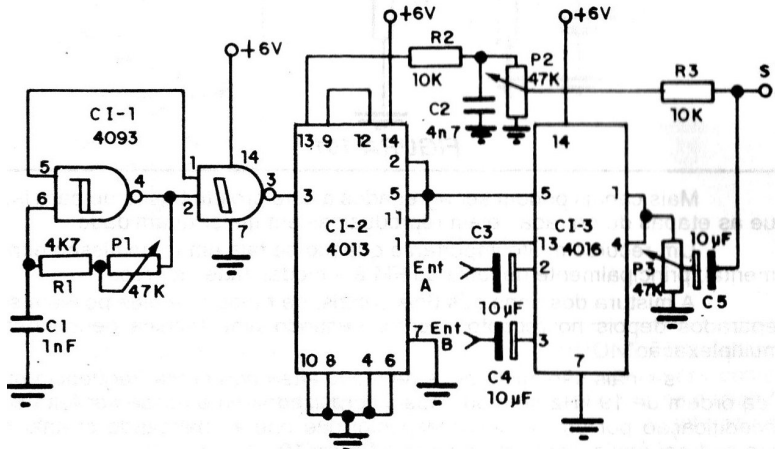 +6V
+6V
+6V
R2
10K
P2
47K
C2
4n7
R3
10K
S
CI-1
4093
5
6
4
1
2
14
3
7
4K7
R1
P1
47K
C1
1nF
13 9 12 14
3
2
5
11
1
7
CI-2
4013
10 8 4 6
Ent
A
C3
10µF
Ent
B
C4
10µF
14
5
13
2
3
1
4
7
CI-3
4016
P3
47K
10µF
C5